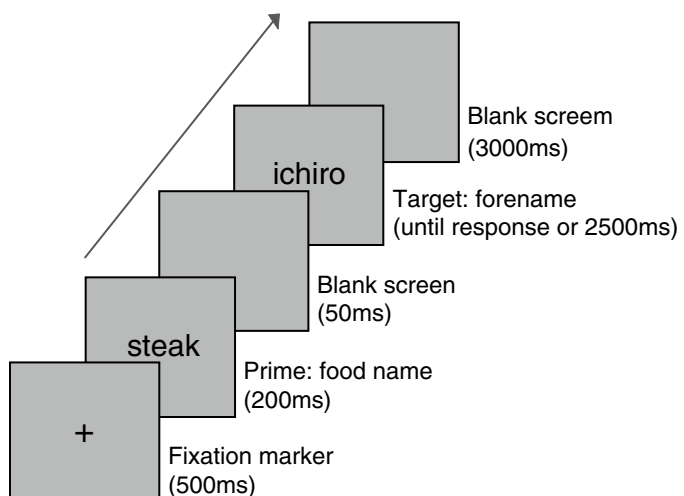 Blank screem
(3000ms)
ichiro
Target: forename
(until response or 2500ms)
Blank screen
(50ms)
steak
Prime: food name
(200ms)
+
Fixation marker
(500ms)